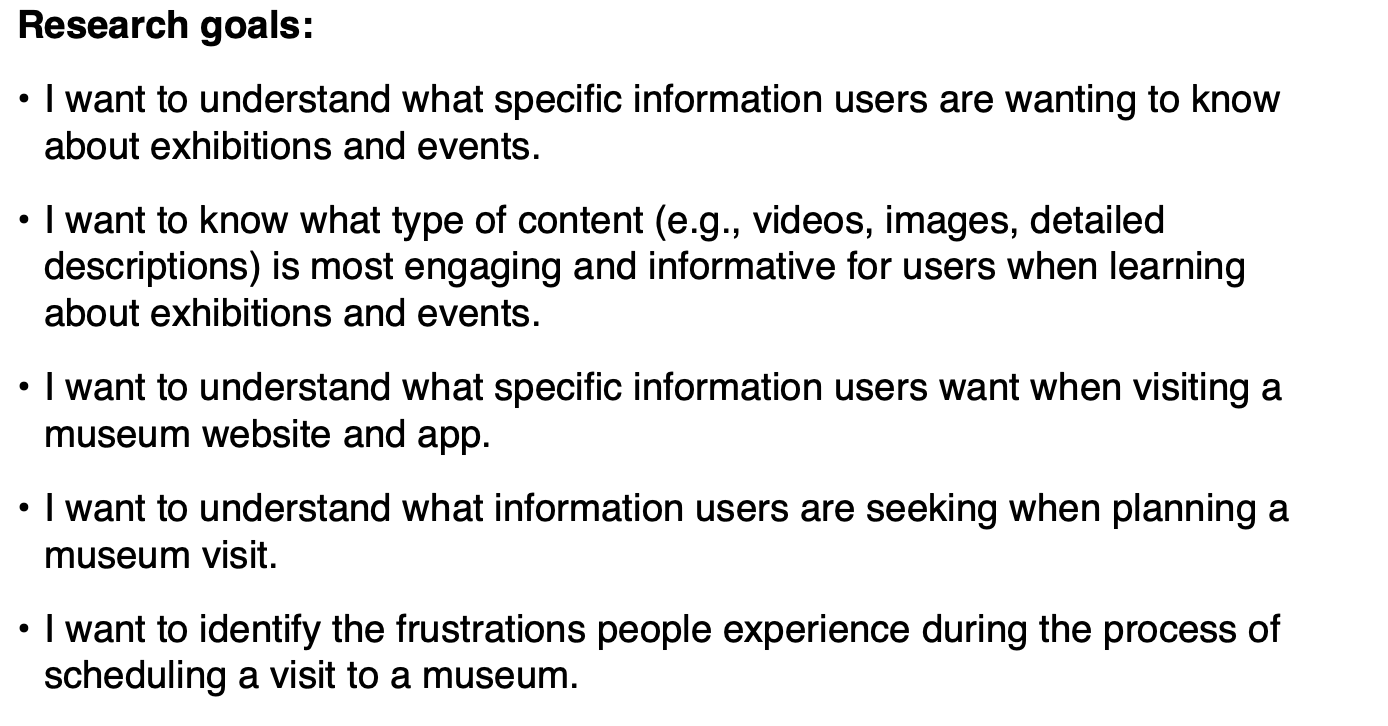 Research goals:
• I want to understand what specific information users are wanting to know
about exhibitions and events.
• I want to know what type of content (e.g., videos, images, detailed
descriptions) is most engaging and informative for users when learning
about exhibitions and events.
• I want to understand what specific information users want when visiting a
museum website and app.
• I want to understand what information users are seeking when planning a
museum visit.
• I want to identify the frustrations people experience during the process of
scheduling a visit to a museum.